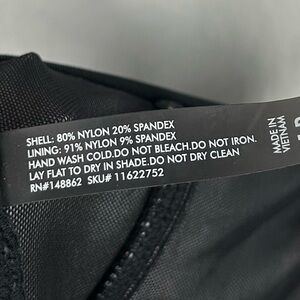 SHELL: 80% NYLON 20% SPANDEX
LINING: 91% NYLON 9% SPANDEX
HAND WASH COLD.DO NOT BLEACH.DO NOT IRON.
LAY FLAT TO DRY IN SHADE.DO NOT DRY CLEAN
RN#148862 SKU# 11622752
MADE IN
VIETNAM